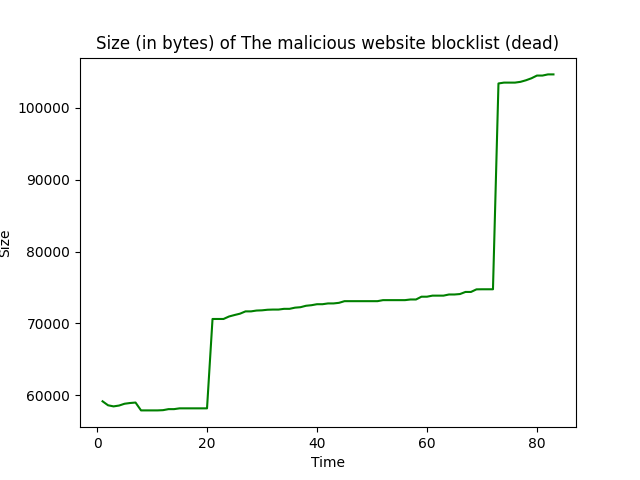 Size (in bytes) of The malicious website blocklist (dead)
100000
90000
80000
70000
60000
Size
0 20 40 60 80
Time